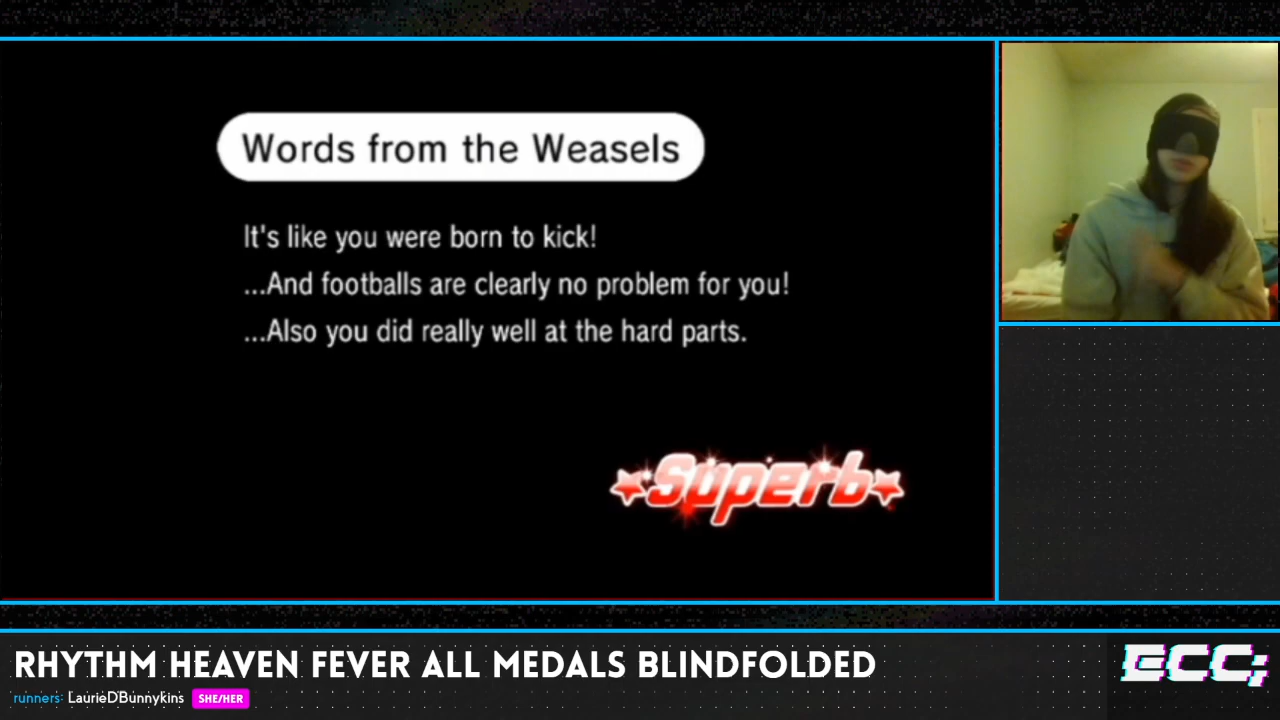 Words from the Weasels
It's like you were born to kick!
...And footballs are clearly no problem for you!
...Also you did really well at the hard parts.
Superb
RHYTHM HEAVEN FEVER ALL MEDALS BLINDFOLDED
runners: LaurieDBunnykins SHE/HER
ECC;